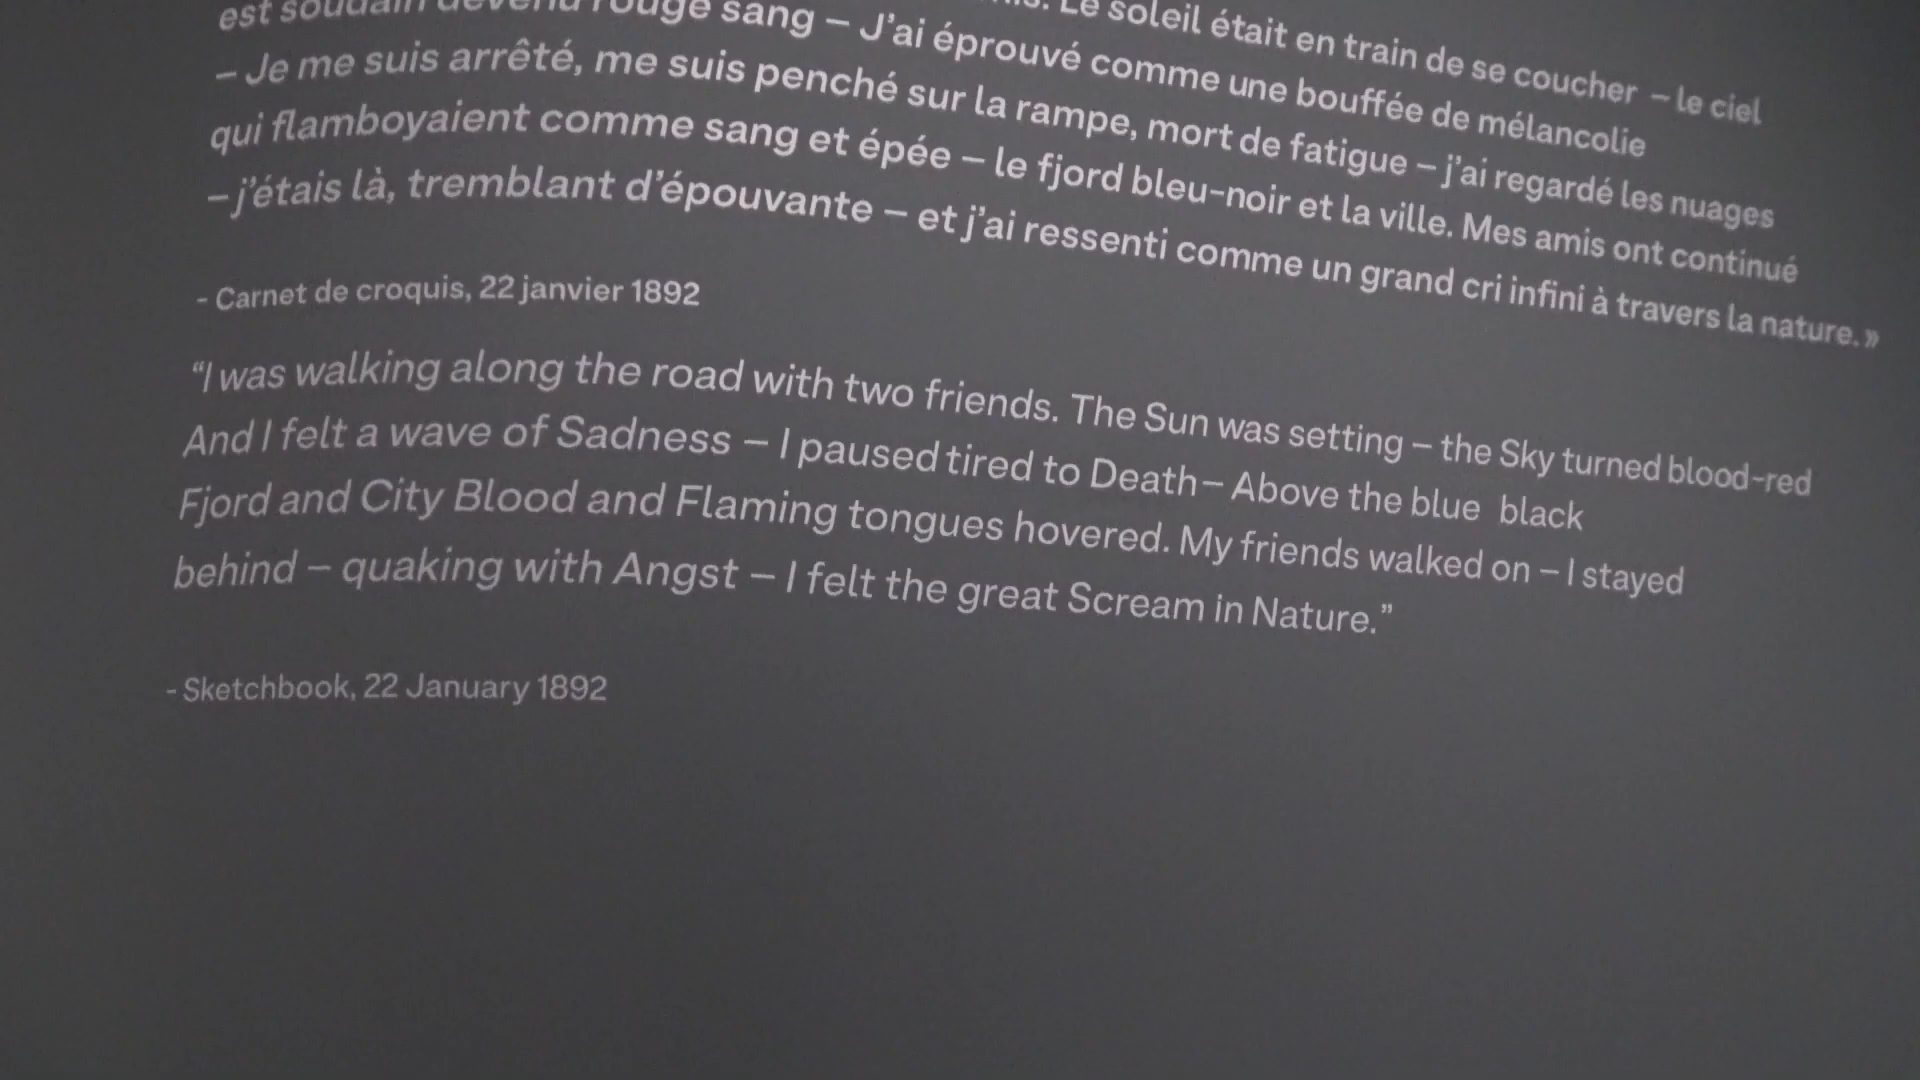 est soudain devenu rouge sang – J’ai éprouvé comme une bouffée de mélancolie
Le soleil était en train de se coucher – le ciel
– Je me suis arrêté, me suis penché sur la rampe, mort de fatigue – j’ai regardé les nuages
qui flamboyaient comme sang et épée – le fjord bleu-noir et la ville. Mes amis ont continué
– j’étais là, tremblant d’épouvante – et j’ai ressenti comme un grand cri infini à travers la nature. »
- Carnet de croquis, 22 janvier 1892
“I was walking along the road with two friends. The Sun was setting – the Sky turned blood-red
And I felt a wave of Sadness – I paused tired to Death– Above the blue black
Fjord and City Blood and Flaming tongues hovered. My friends walked on – I stayed
behind – quaking with Angst – I felt the great Scream in Nature.”
- Sketchbook, 22 January 1892